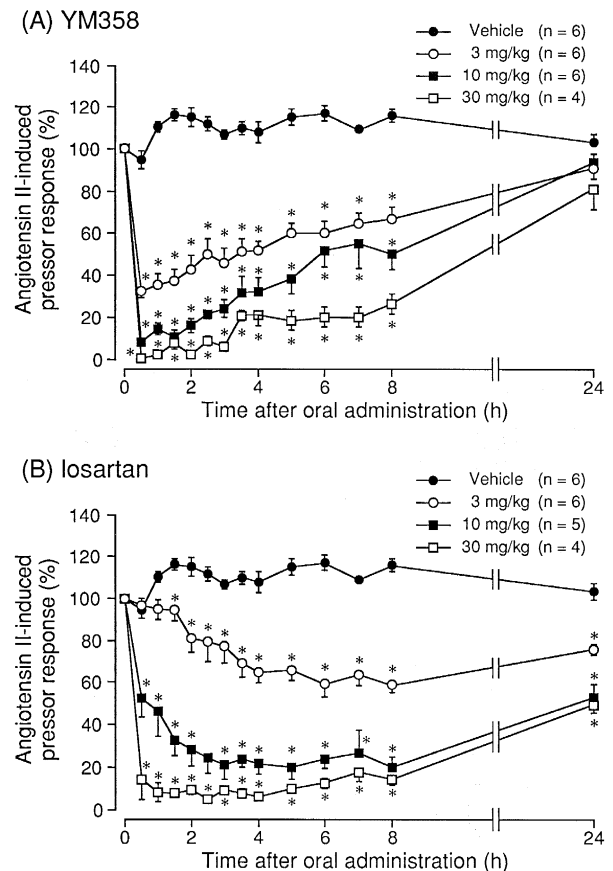 (A) YM358
Vehicle (n = 6)
3 mg/kg (n = 6)
10 mg/kg (n = 6)
30 mg/kg (n = 4)
Angiotensin II-induced
pressor response (%)
140
120
100
80
60
40
20
0
0 2 4 6 8 24
Time after oral administration (h)
(B) losartan
Vehicle (n = 6)
3 mg/kg (n = 6)
10 mg/kg (n = 5)
30 mg/kg (n = 4)
Angiotensin II-induced
pressor response (%)
140
120
100
80
60
40
20
0
0 2 4 6 8 24
Time after oral administration (h)